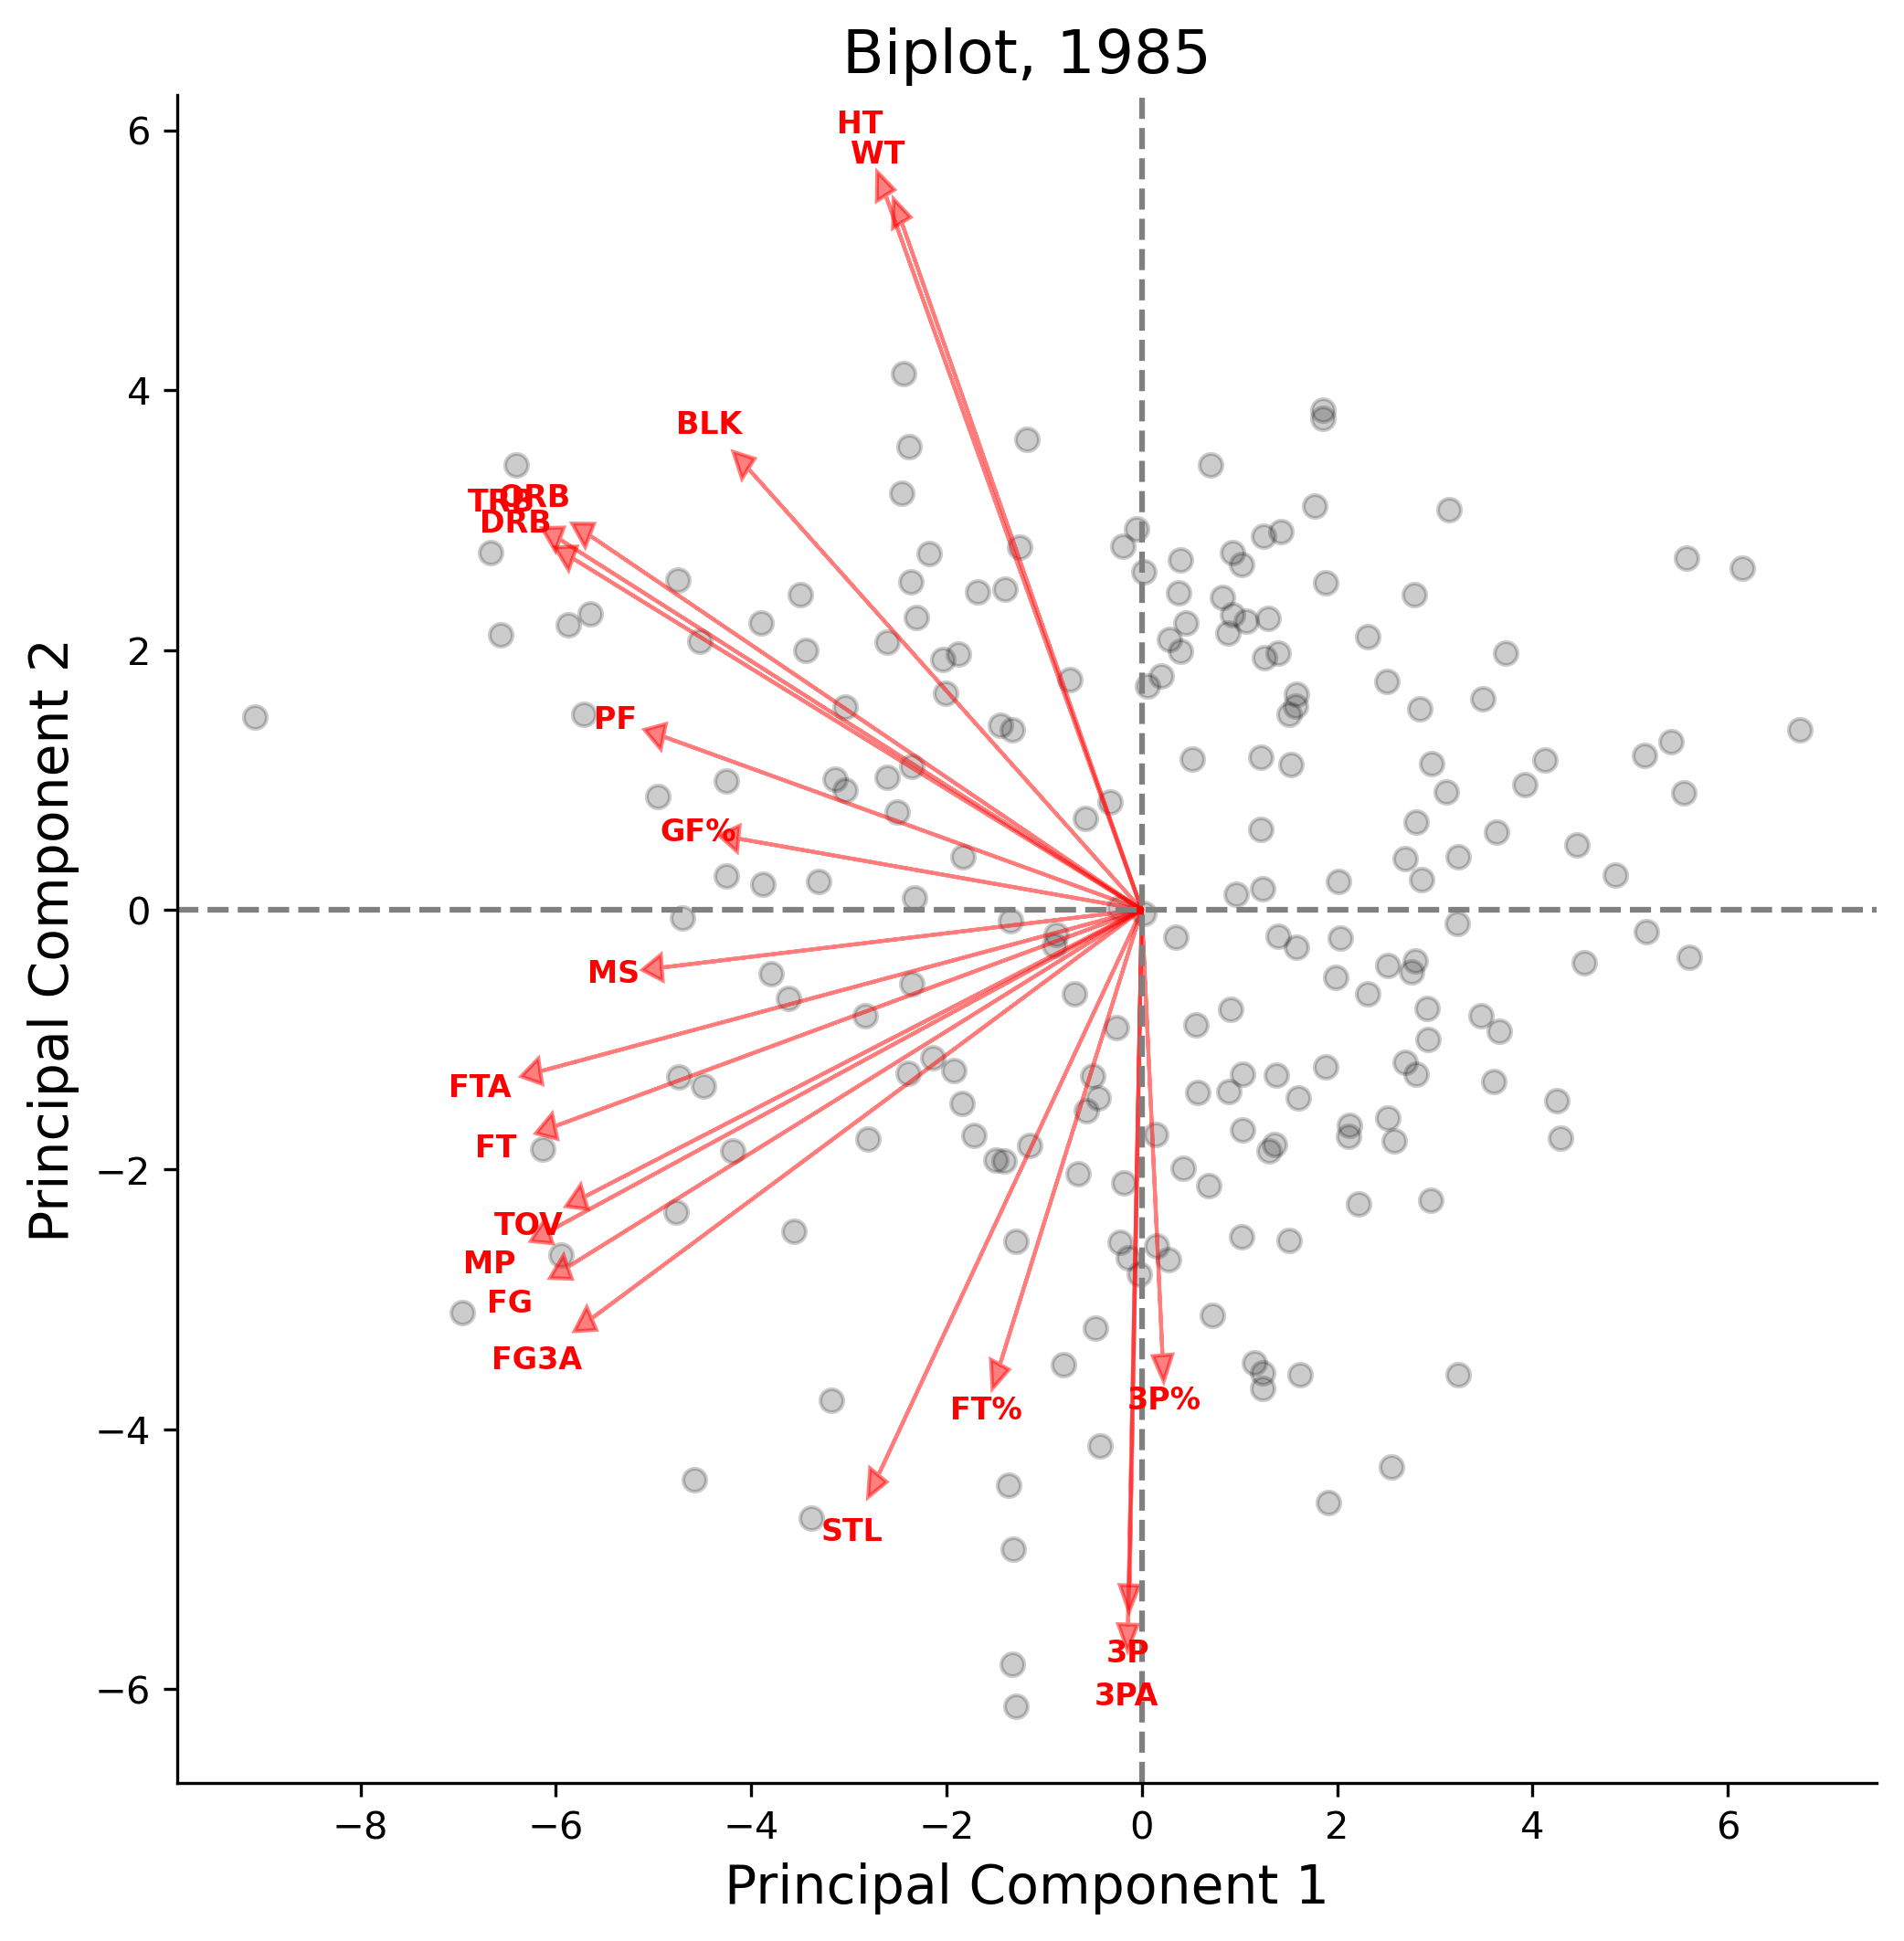 Biplot, 1985
HT
WT
BLK
TRB
ORB
DRB
PF
GF%
MS
FTA
FT
TOV
MP
FG
FG3A
FT%
3P%
STL
3P
3PA
6
4
2
0
−2
−4
−6
Principal Component 2
−8
−6
−4
−2
0
2
4
6
Principal Component 1